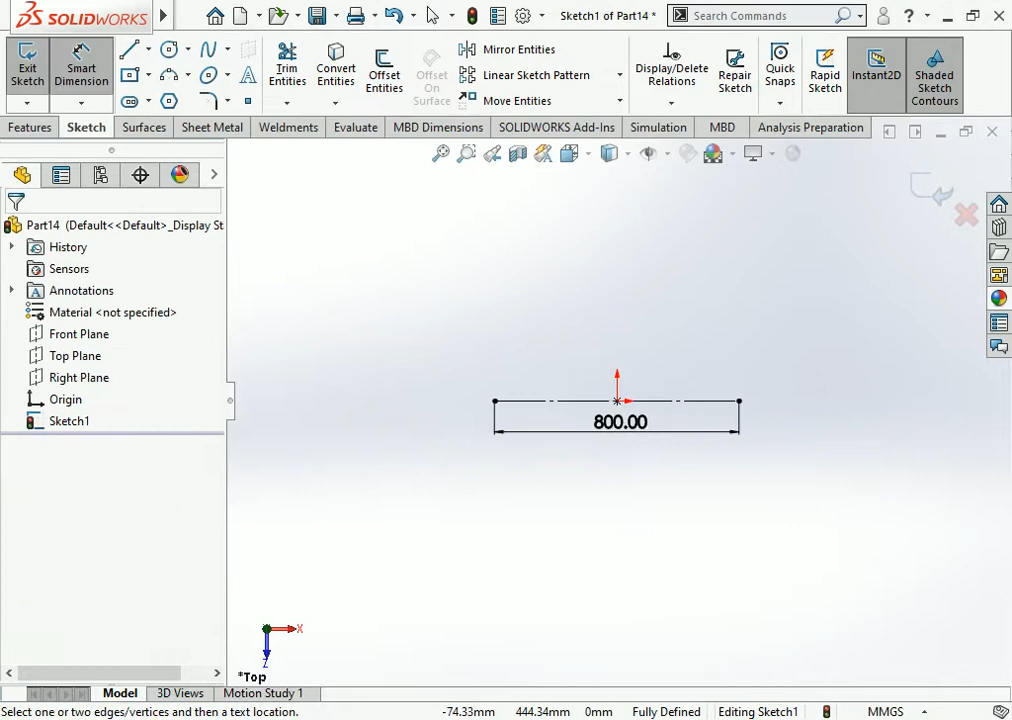 SOLIDWORKS
Sketch1 of Part14 *
Search Commands
Exit Sketch
Smart Dimension
Trim Entities
Convert Entities
Offset Entities
Offset On Surface
Mirror Entities
Linear Sketch Pattern
Move Entities
Display/Delete Relations
Repair Sketch
Quick Snaps
Rapid Sketch
Instant2D
Shaded Sketch Contours
Features
Sketch
Surfaces
Sheet Metal
Weldments
Evaluate
MBD Dimensions
SOLIDWORKS Add-Ins
Simulation
MBD
Analysis Preparation
Part14 (Default<<Default>_Display St
History
Sensors
Annotations
Material <not specified>
Front Plane
Top Plane
Right Plane
Origin
Sketch1
800.00
X
Z
*Top
Model
3D Views
Motion Study 1
Select one or two edges/vertices and then a text location.
-74.33mm
444.34mm
0mm
Fully Defined
Editing Sketch1
MMGS